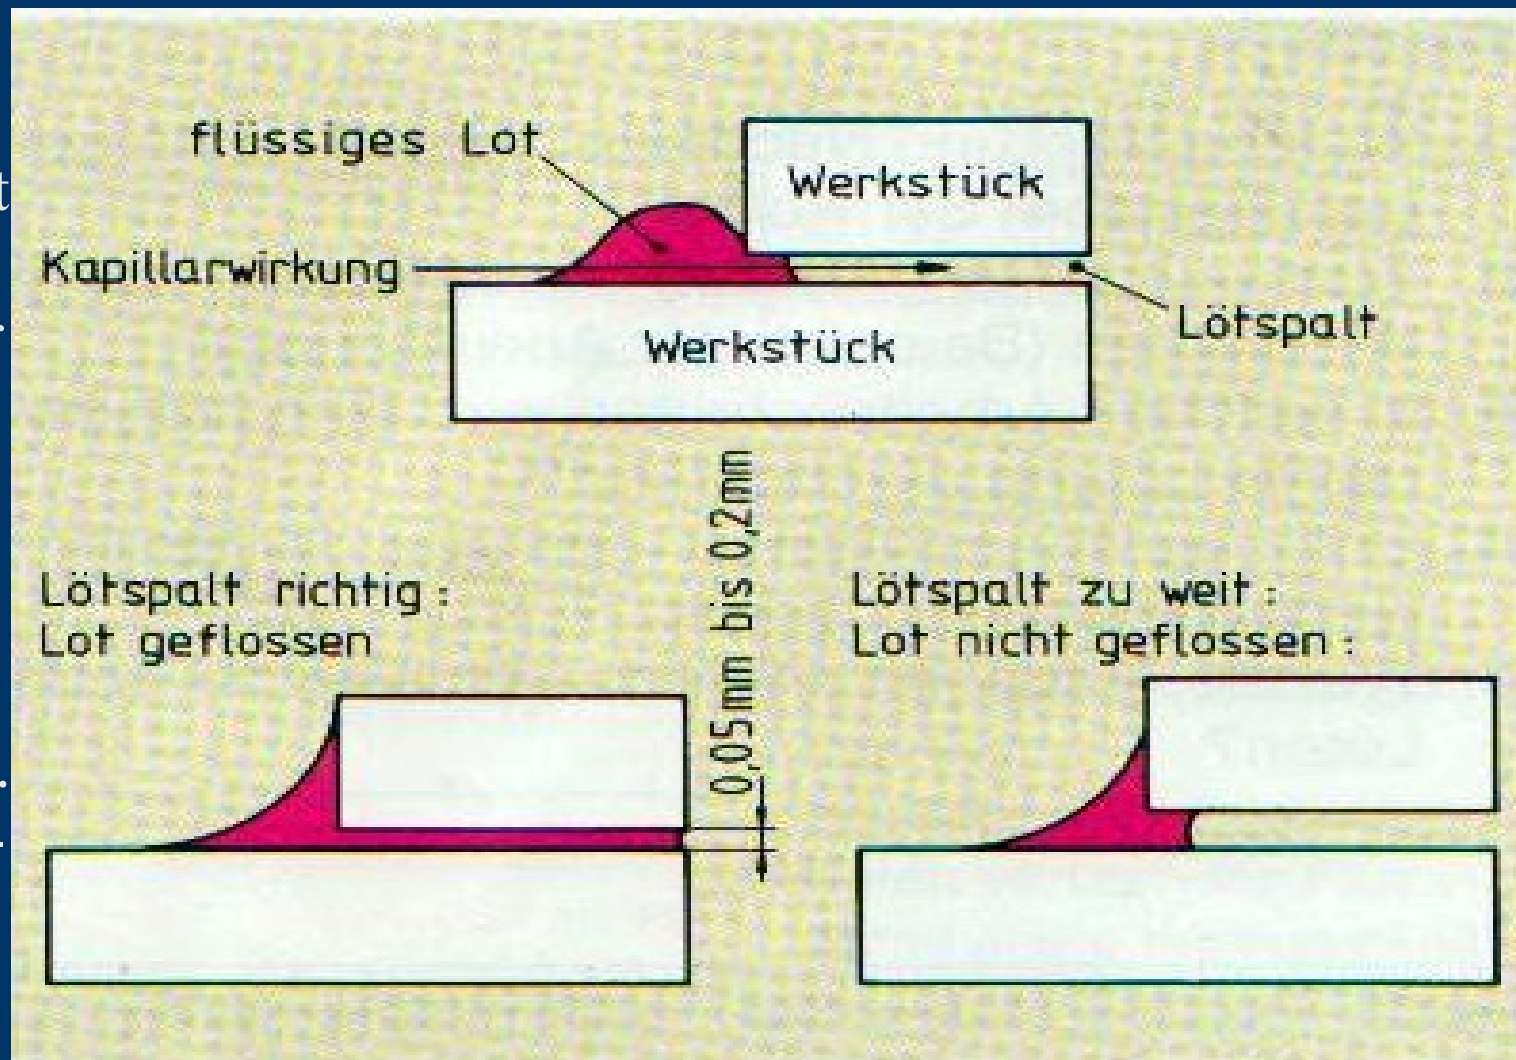 flüssiges Lot
Werkstück
Kapillarwirkung
Lötspalt
Werkstück
0,05mm bis 0,2mm
Lötspalt richtig :
Lot geflossen
Lötspalt zu weit :
Lot nicht geflossen :